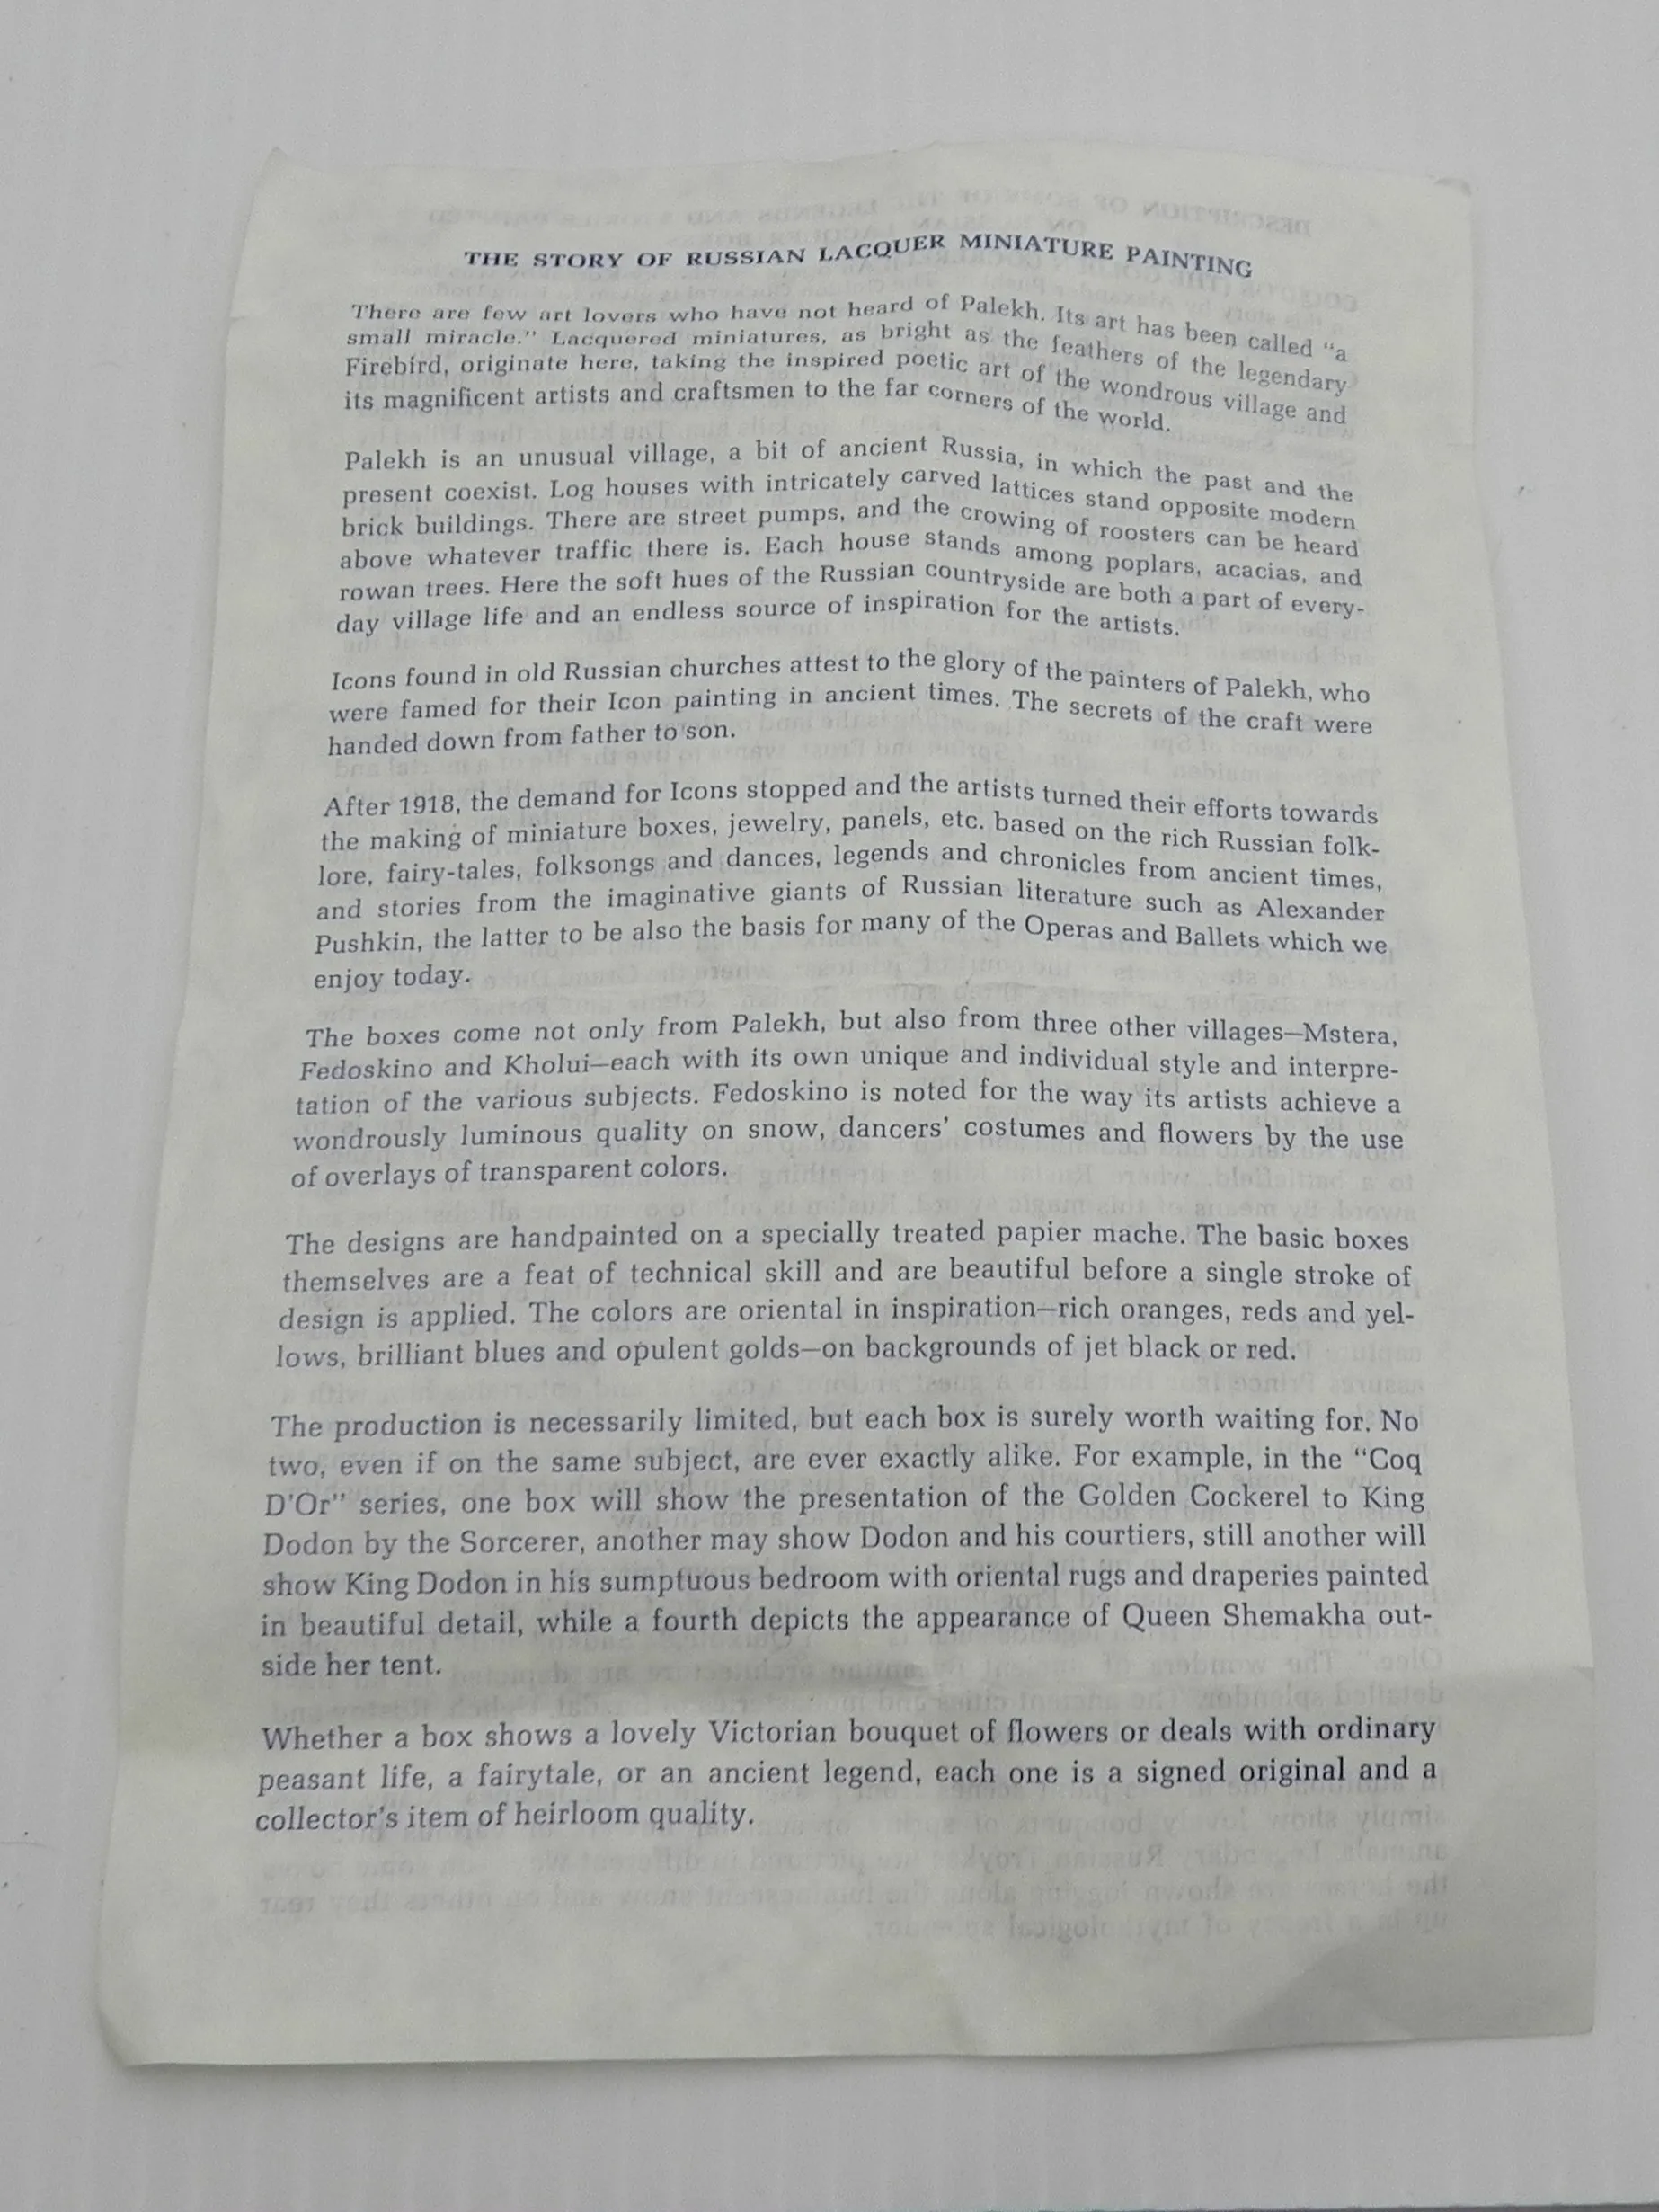 THE STORY OF RUSSIAN LACQUER MINIATURE PAINTING
There are few art lovers who have not heard of Palekh. Its art has been called "a
small miracle." Lacquered miniatures, as bright as the feathers of the legendary
Firebird, originate here, taking the inspired poetic art of the wondrous village and
its magnificent artists and craftsmen to the far corners of the world.
Palekh is an unusual village, a bit of ancient Russia, in which the past and the
present coexist. Log houses with intricately carved lattices stand opposite modern
brick buildings. There are street pumps, and the crowing of roosters can be heard
above whatever traffic there is. Each house stands among poplars, acacias, and
rowan trees. Here the soft hues of the Russian countryside are both a part of every-
day village life and an endless source of inspiration for the artists.
Icons found in old Russian churches attest to the glory of the painters of Palekh, who
were famed for their Icon painting in ancient times. The secrets of the craft were
handed down from father to son.
After 1918, the demand for Icons stopped and the artists turned their efforts towards
the making of miniature boxes, jewelry, panels, etc. based on the rich Russian folk-
lore, fairy-tales, folksongs and dances, legends and chronicles from ancient times,
and stories from the imaginative giants of Russian literature such as Alexander
Pushkin, the latter to be also the basis for many of the Operas and Ballets which we
enjoy today.
The boxes come not only from Palekh, but also from three other villages—Mstera,
Fedoskino and Kholui—each with its own unique and individual style and interpre-
tation of the various subjects. Fedoskino is noted for the way its artists achieve a
wondrously luminous quality on snow, dancers' costumes and flowers by the use
of overlays of transparent colors.
The designs are handpainted on a specially treated papier mache. The basic boxes
themselves are a feat of technical skill and are beautiful before a single stroke of
design is applied. The colors are oriental in inspiration—rich oranges, reds and yel-
lows, brilliant blues and opulent golds—on backgrounds of jet black or red.
The production is necessarily limited, but each box is surely worth waiting for. No
two, even if on the same subject, are ever exactly alike. For example, in the "Coq
D'Or" series, one box will show the presentation of the Golden Cockerel to King
Dodon by the Sorcerer, another may show Dodon and his courtiers, still another will
show King Dodon in his sumptuous bedroom with oriental rugs and draperies painted
in beautiful detail, while a fourth depicts the appearance of Queen Shemakha out-
side her tent.
Whether a box shows a lovely Victorian bouquet of flowers or deals with ordinary
peasant life, a fairytale, or an ancient legend, each one is a signed original and a
collector's item of heirloom quality.